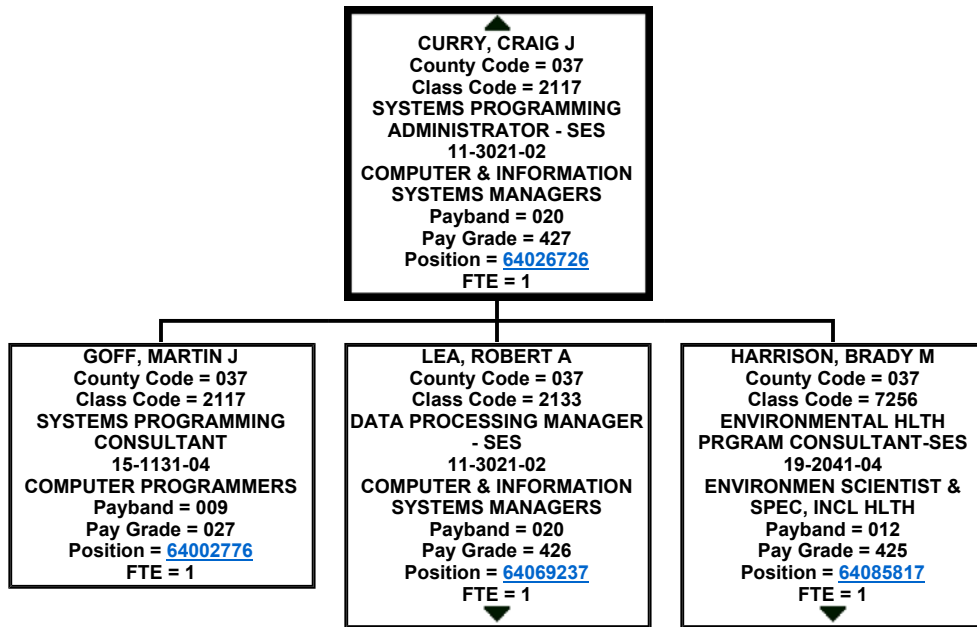 CURRY, CRAIG J
County Code = 037
Class Code = 2117
SYSTEMS PROGRAMMING
ADMINISTRATOR - SES
11-3021-02
COMPUTER & INFORMATION
SYSTEMS MANAGERS
Payband = 020
Pay Grade = 427
Position = 64026726
FTE = 1
GOFF, MARTIN J
County Code = 037
Class Code = 2117
SYSTEMS PROGRAMMING
CONSULTANT
15-1131-04
COMPUTER PROGRAMMERS
Payband = 009
Pay Grade = 027
Position = 64002776
FTE = 1
LEA, ROBERT A
County Code = 037
Class Code = 2133
DATA PROCESSING MANAGER
- SES
11-3021-02
COMPUTER & INFORMATION
SYSTEMS MANAGERS
Payband = 020
Pay Grade = 426
Position = 64069237
FTE = 1
HARRISON, BRADY M
County Code = 037
Class Code = 7256
ENVIRONMENTAL HLTH
PRGRAM CONSULTANT-SES
19-2041-04
ENVIRONMEN SCIENTIST &
SPEC, INCL HLTH
Payband = 012
Pay Grade = 425
Position = 64085817
FTE = 1